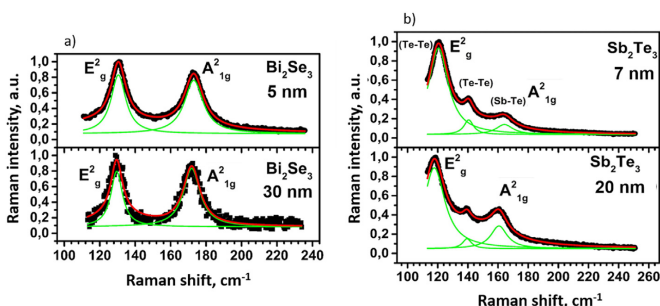 a)
Raman intensity, a.u.
1,0
0,8
0,6
0,4
0,2
0,0
E²g
A²1g
Bi₂Se₃
5 nm
1,0
0,8
0,6
0,4
0,2
0,0
E²g
A²1g
Bi₂Se₃
30 nm
100 120 140 160 180 200 220 240
Raman shift, cm⁻¹
b)
Raman intensity, a.u.
1,0
0,8
0,6
0,4
0,2
0,0
(Te-Te)
E²g
(Te-Te)
(Sb-Te)
A²1g
Sb₂Te₃
7 nm
1,0
0,8
0,6
0,4
0,2
0,0
E²g
A²1g
Sb₂Te₃
20 nm
100 120 140 160 180 200 220 240 260
Raman shift, cm⁻¹